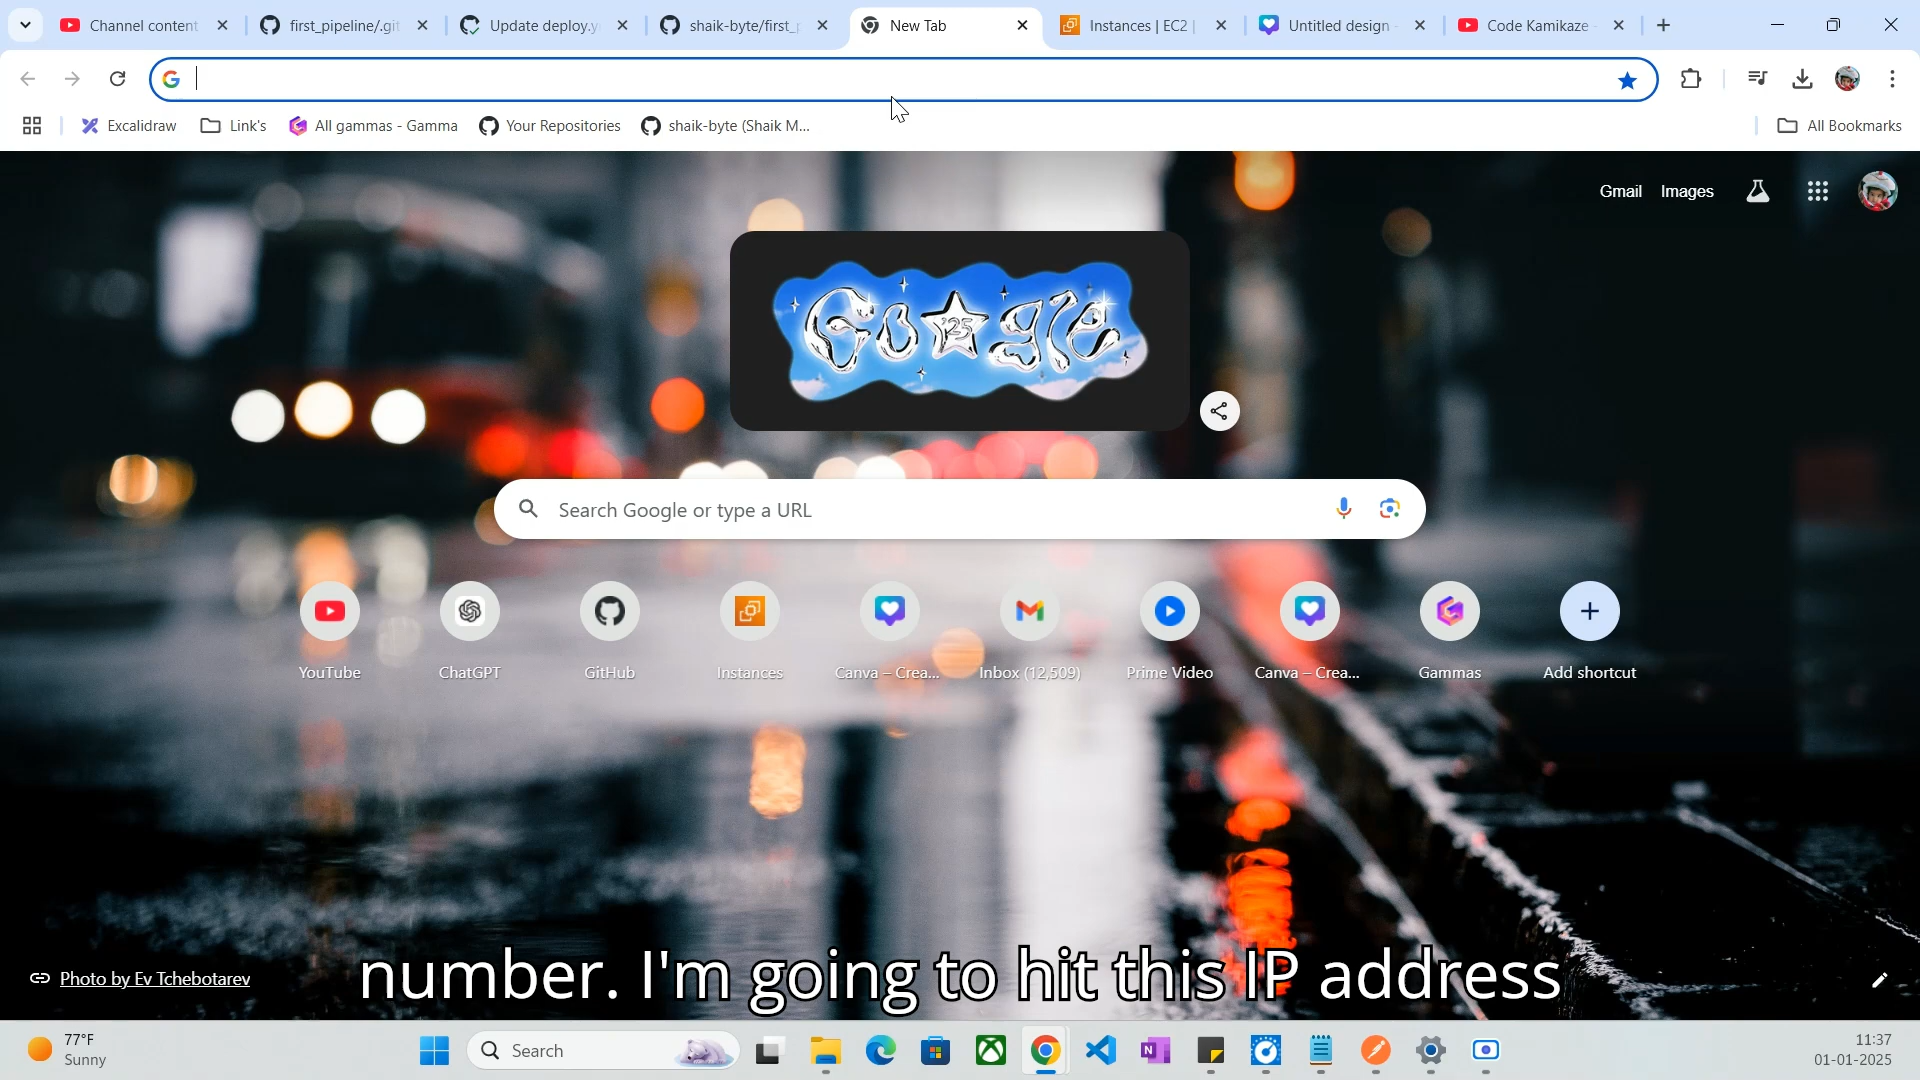 Channel content
first_pipeline/.git
Update deploy.y
shaik-byte/first_p
New Tab
Instances | EC2 |
Untitled design -
Code Kamikaze -
Excalidraw
Link's
All gammas - Gamma
Your Repositories
shaik-byte (Shaik M...
All Bookmarks
Gmail
Images
Google
'25
Search Google or type a URL
YouTube
ChatGPT
GitHub
Instances
Canva – Crea...
Inbox (12,509)
Prime Video
Canva – Crea...
Gammas
Add shortcut
Photo by Ev Tchebotarev
number. I'm going to hit this IP address
77°F
Sunny
Search
11:37
01-01-2025